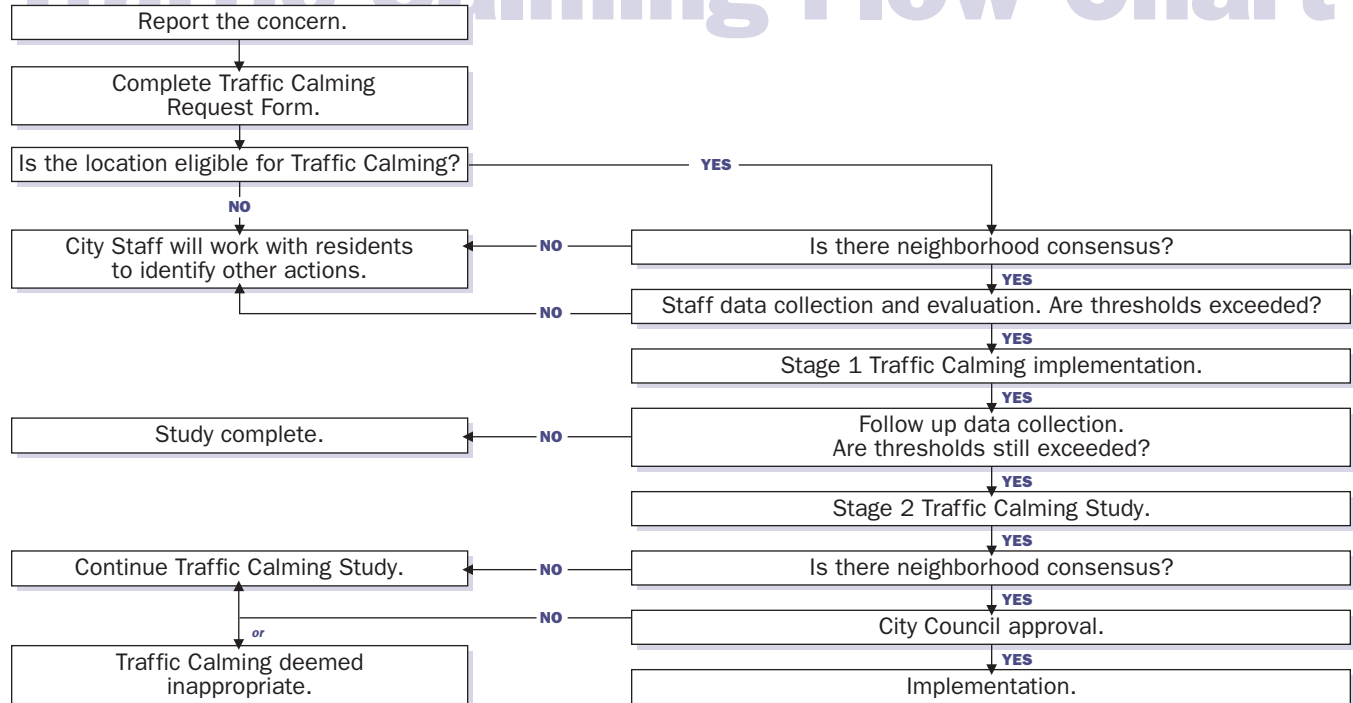 Traffic Calming Flow Chart
Report the concern.
Complete Traffic Calming
Request Form.
Is the location eligible for Traffic Calming?
YES
NO
City Staff will work with residents
to identify other actions.
NO
Is there neighborhood consensus?
YES
NO
Staff data collection and evaluation. Are thresholds exceeded?
YES
Stage 1 Traffic Calming implementation.
YES
Study complete.
NO
Follow up data collection.
Are thresholds still exceeded?
YES
Stage 2 Traffic Calming Study.
YES
Continue Traffic Calming Study.
NO
Is there neighborhood consensus?
YES
NO
City Council approval.
or
YES
Traffic Calming deemed
inappropriate.
Implementation.